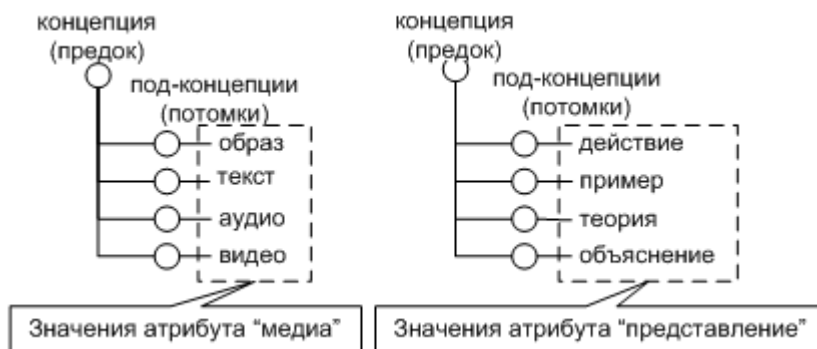 концепция
(предок)
под-концепции
(потомки)
образ
текст
аудио
видео
Значения атрибута "медиа"
концепция
(предок)
под-концепции
(потомки)
действие
пример
теория
объяснение
Значения атрибута "представление"